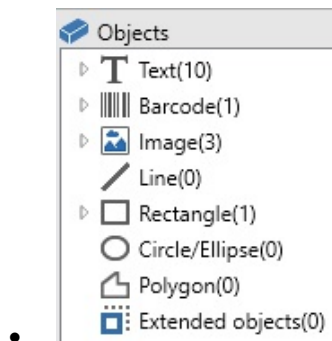 Objects
Text(10)
Barcode(1)
Image(3)
Line(0)
Rectangle(1)
Circle/Ellipse(0)
Polygon(0)
Extended objects(0)